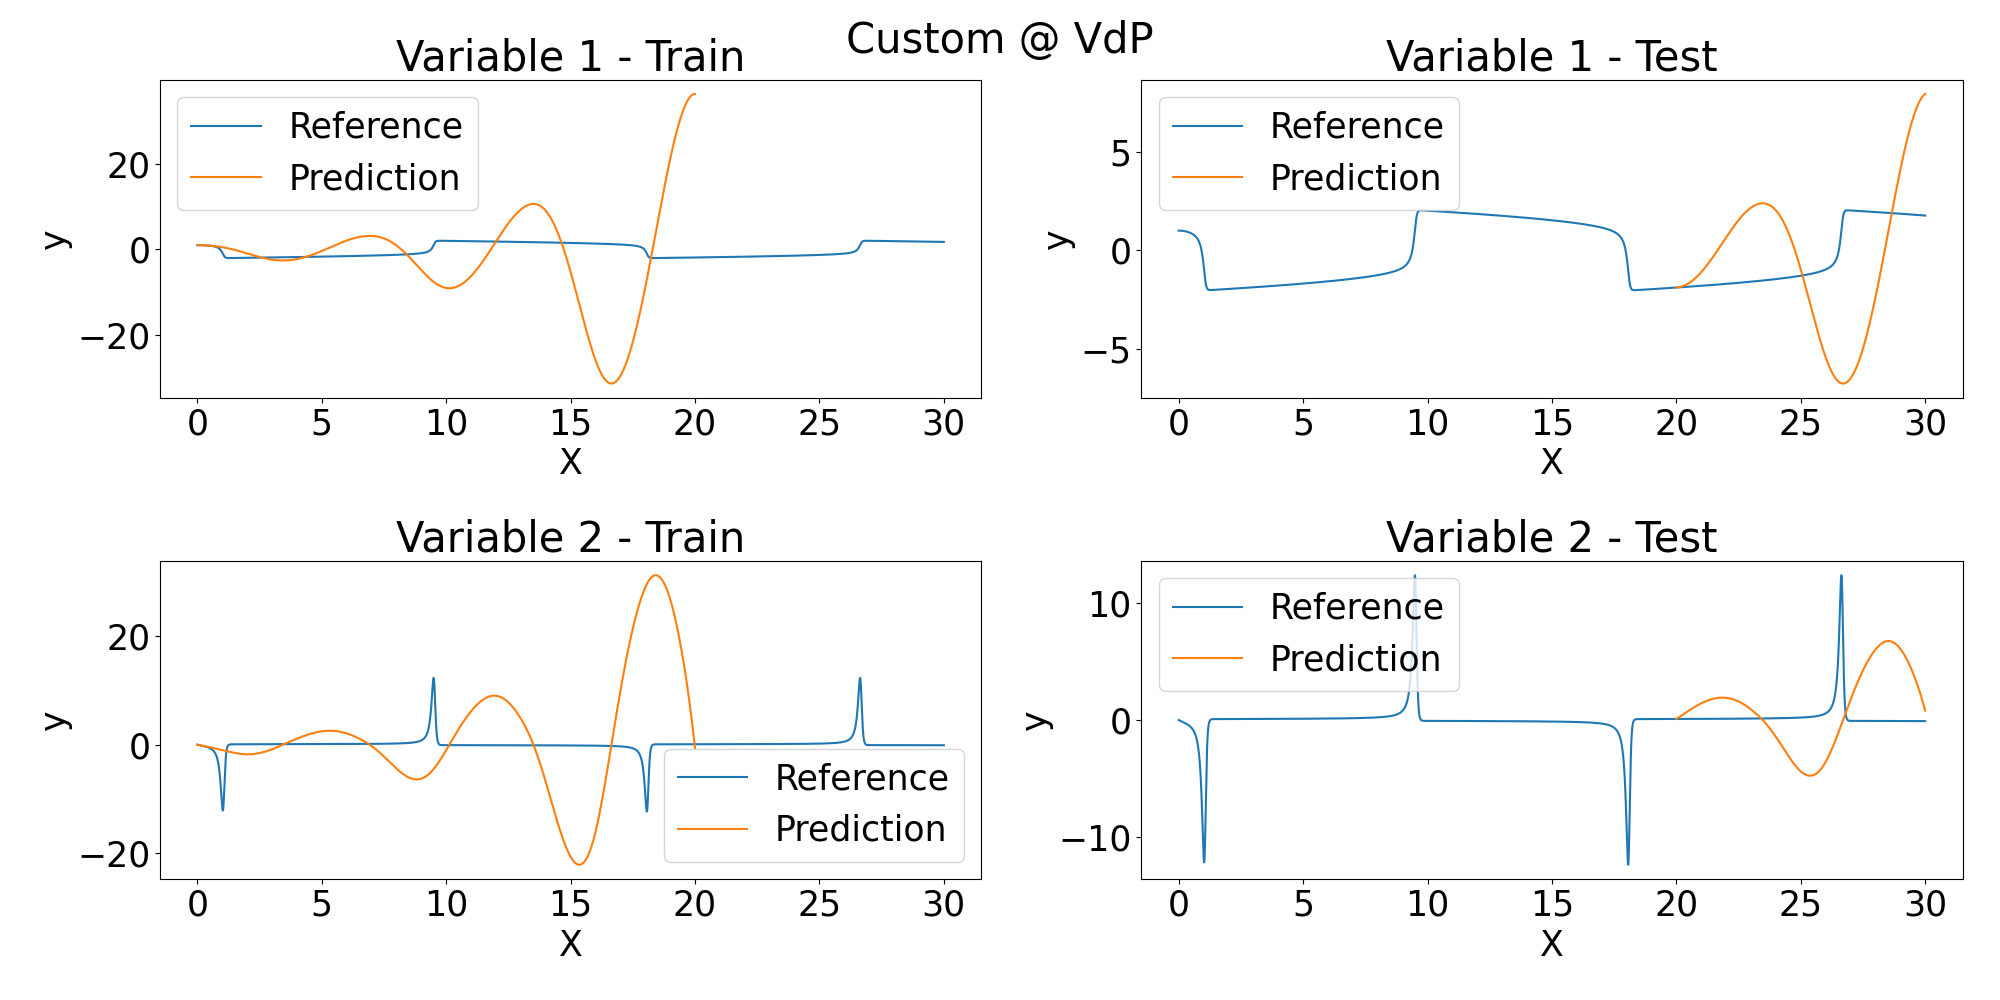 Custom @ VdP
Variable 1 - Train
Reference
Prediction
20
0
−20
y
0 5 10 15 20 25 30
X
Variable 1 - Test
Reference
Prediction
5
0
−5
y
0 5 10 15 20 25 30
X
Variable 2 - Train
20
0
−20
y
Reference
Prediction
0 5 10 15 20 25 30
X
Variable 2 - Test
Reference
Prediction
10
0
−10
y
0 5 10 15 20 25 30
X